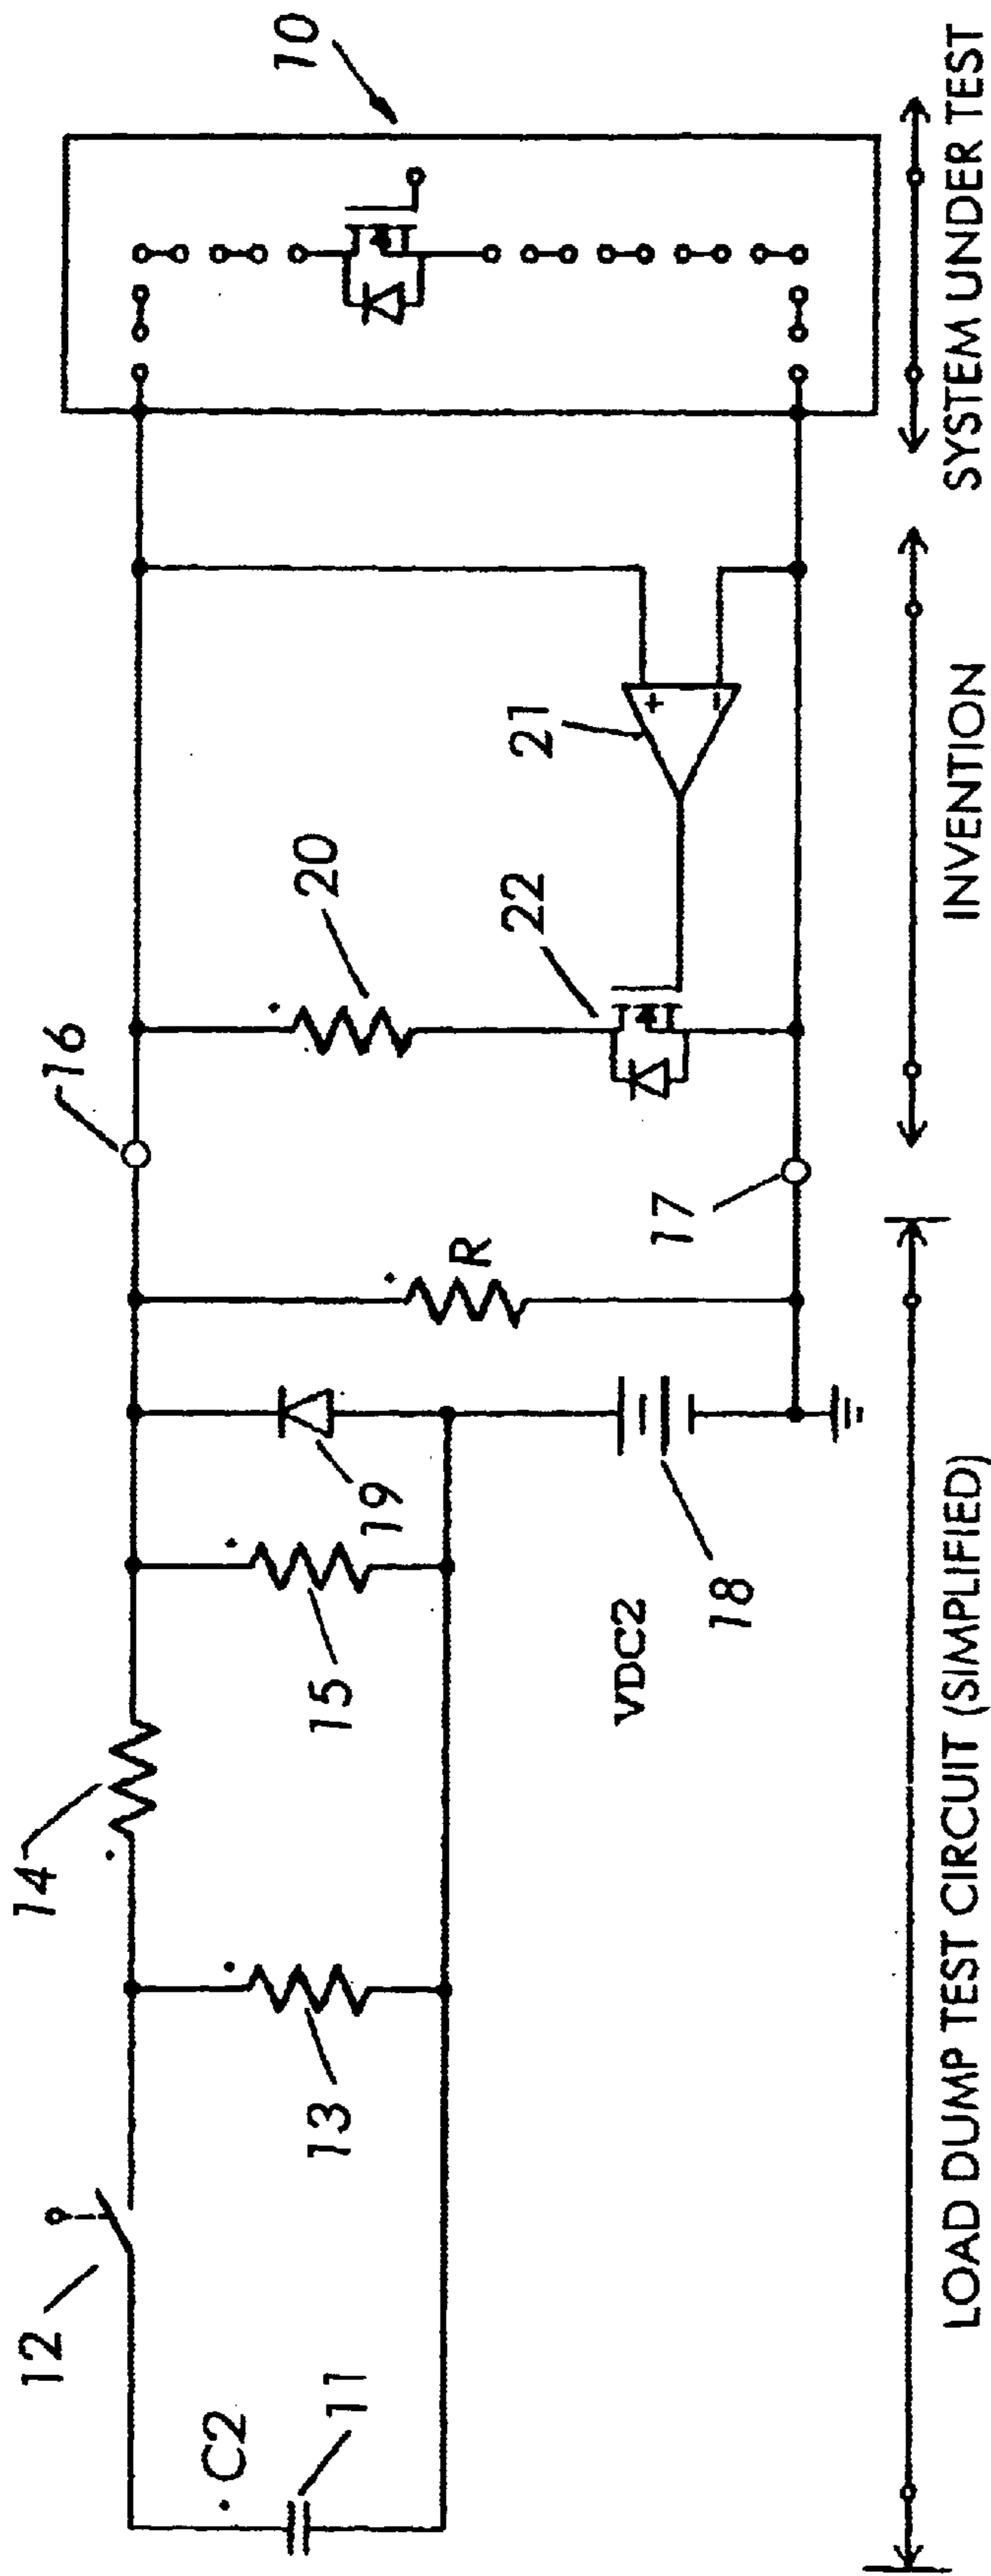 10
16
20
14
12
C2
11
13
15
19
R
21
22
+
-
VDC2
18
17
LOAD DUMP TEST CIRCUIT (SIMPLIFIED)
INVENTION
SYSTEM UNDER TEST